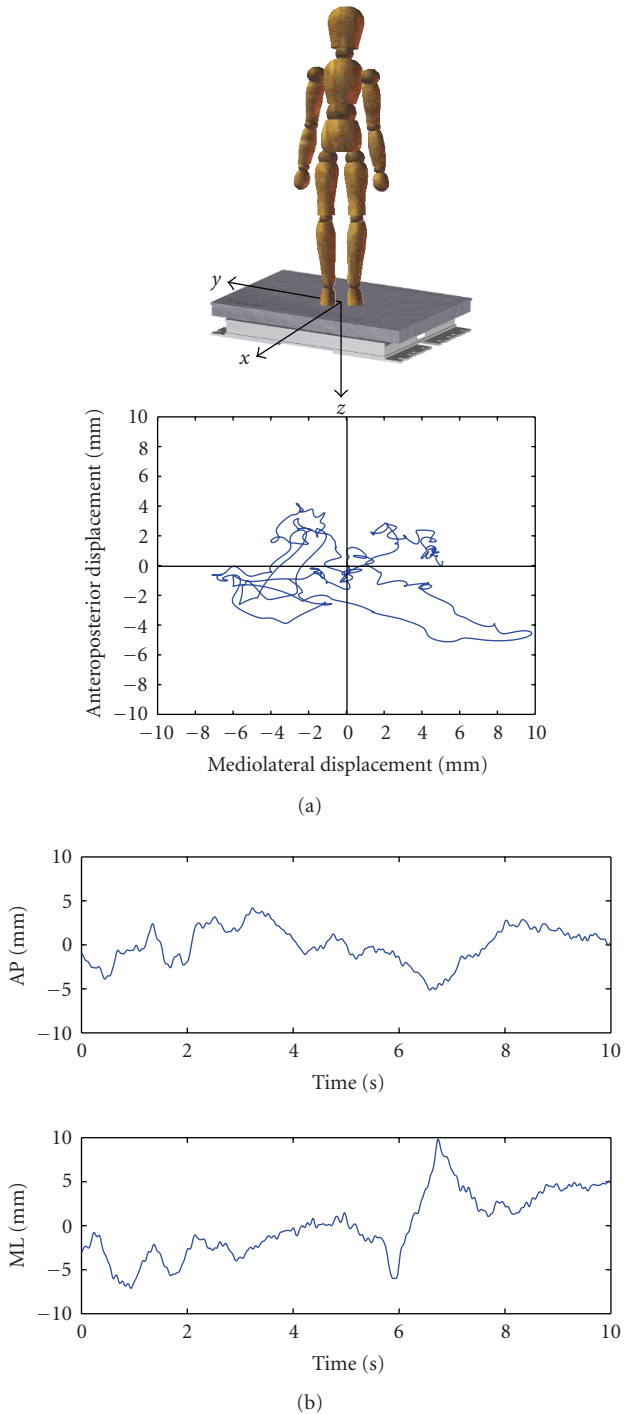 y
x
z
10
8
6
4
2
0
−2
−4
−6
−8
−10
−10 −8 −6 −4 −2 0 2 4 6 8 10
Anteroposterior displacement (mm)
Mediolateral displacement (mm)
(a)
10
5
0
−5
−10
AP (mm)
0 2 4 6 8 10
Time (s)
10
5
0
−5
−10
ML (mm)
0 2 4 6 8 10
Time (s)
(b)